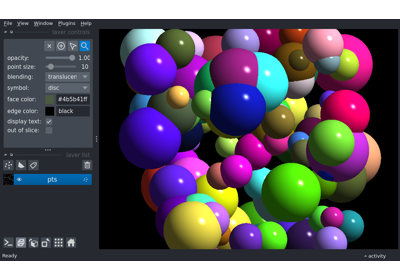 File View Window Plugins Help
layer controls
opacity: 1.00
point size: 10
blending: translucen
symbol: disc
face color: #4b5b41ff
edge color: black
display text:
out of slice:
layer list
pts
Ready
activity